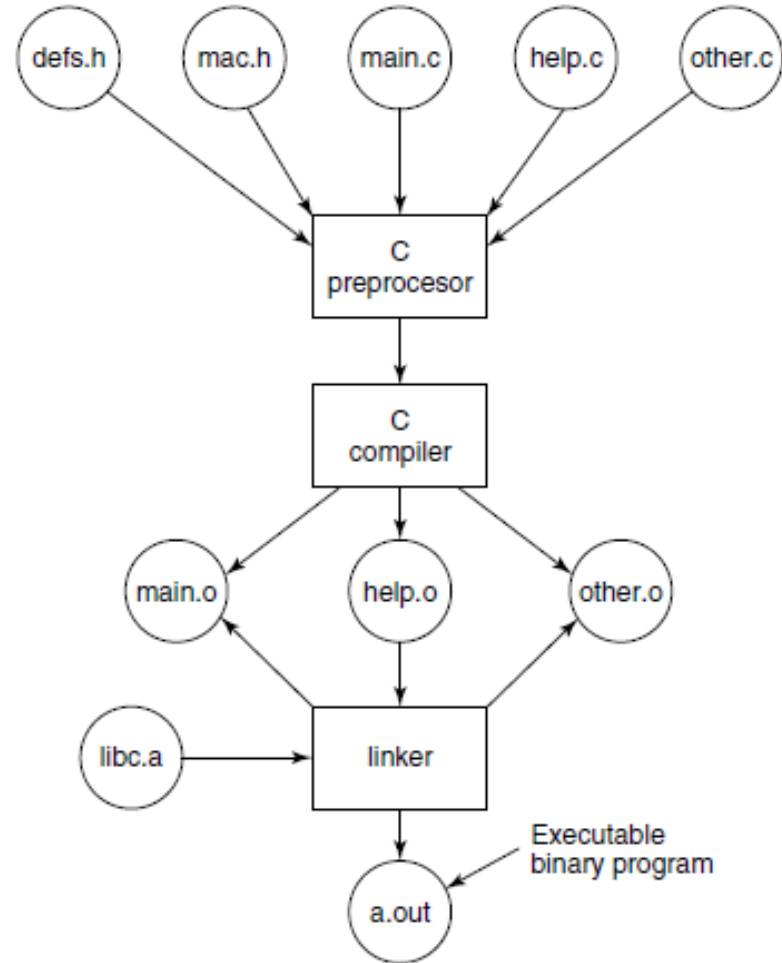 defs.h
mac.h
main.c
help.c
other.c
C
preprocesor
C
compiler
main.o
help.o
other.o
libc.a
linker
Executable
binary program
a.out